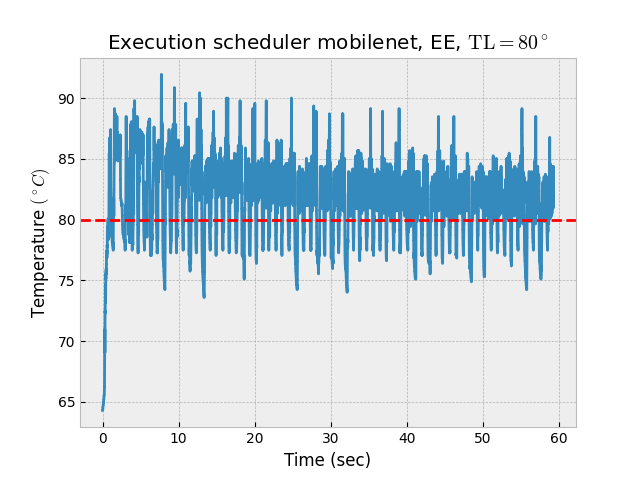 Execution scheduler mobilenet, EE, TL = 80°
Temperature (°C)
90
85
80
75
70
65
0 10 20 30 40 50 60
Time (sec)